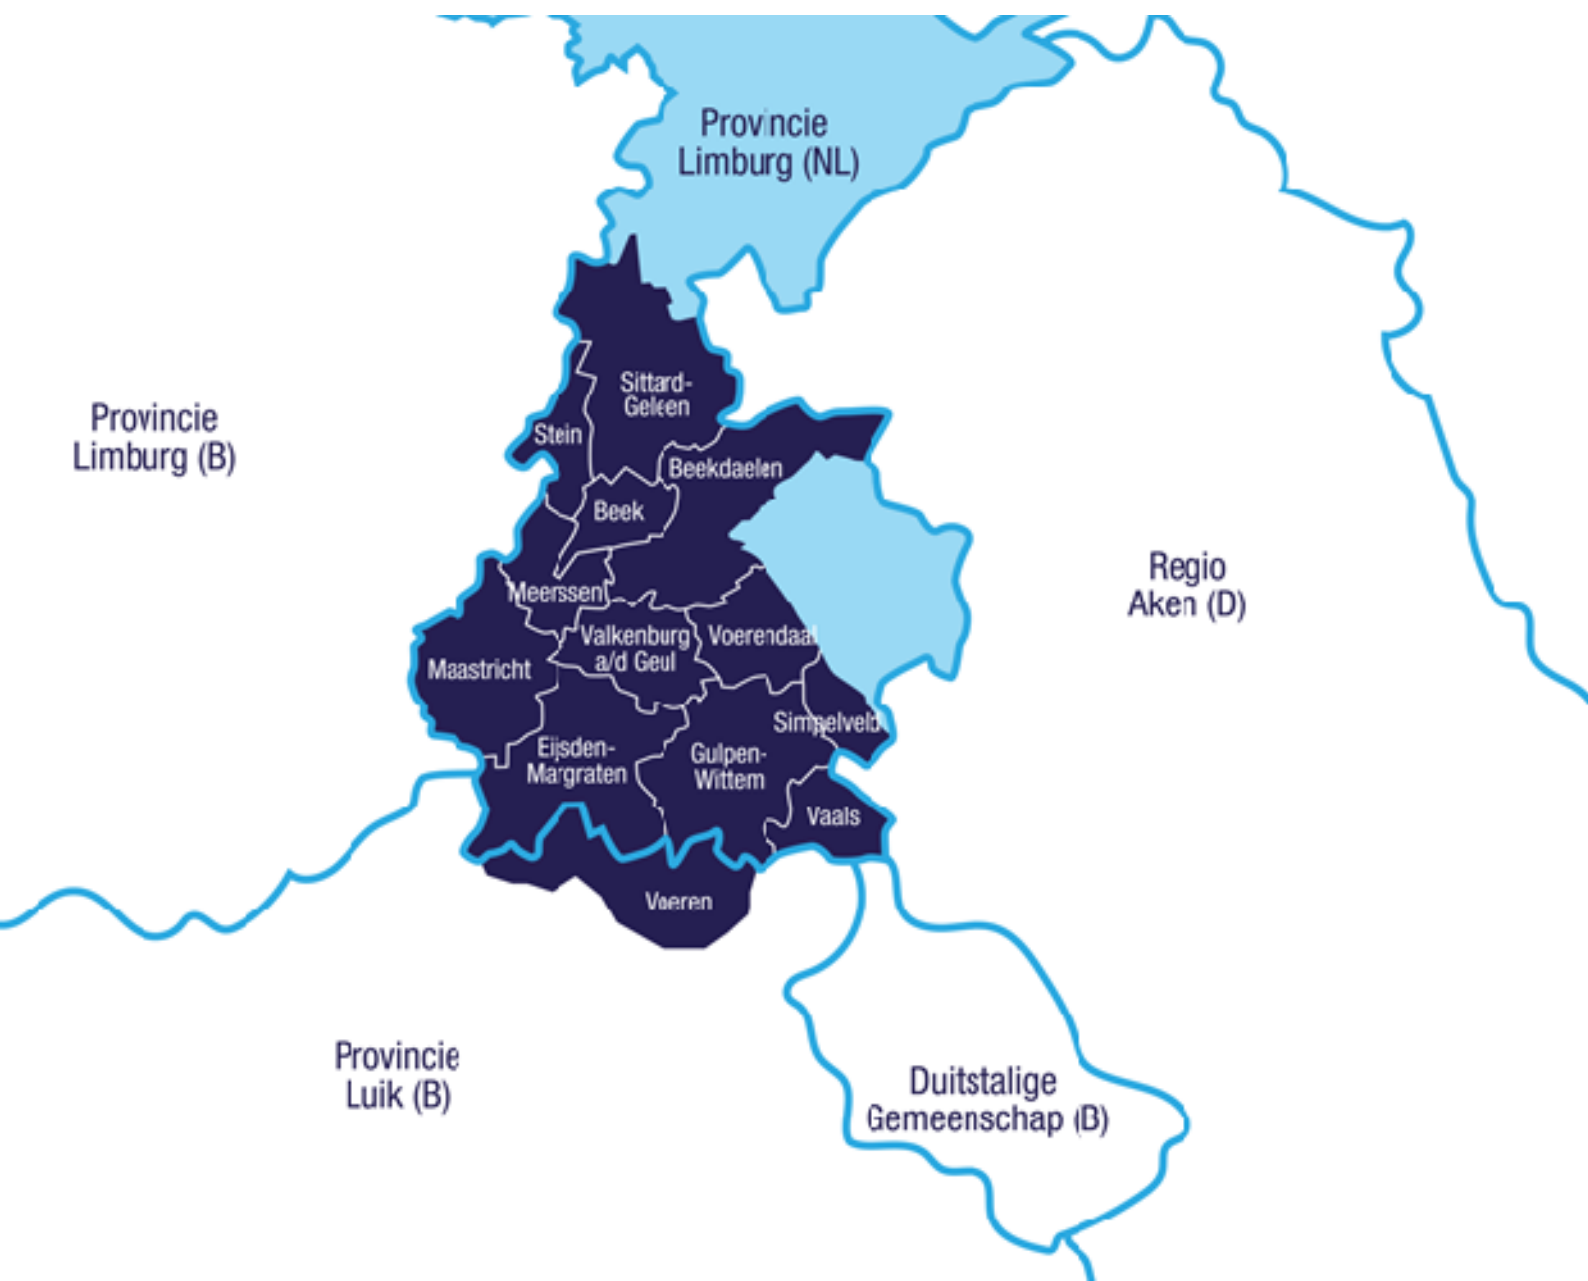 Provincie
Limburg (NL)
Provincie
Limburg (B)
Sittard-
Geleen
Stein
Beekdaelen
Beek
Regio
Aken (D)
Meerssen
Valkenburg
a/d Geul
Voerendaal
Maastricht
Simpelveld
Eijsden-
Margraten
Gulpen-
Wittem
Vaals
Voeren
Provincie
Luik (B)
Duitstalige
Gemeenschap (B)